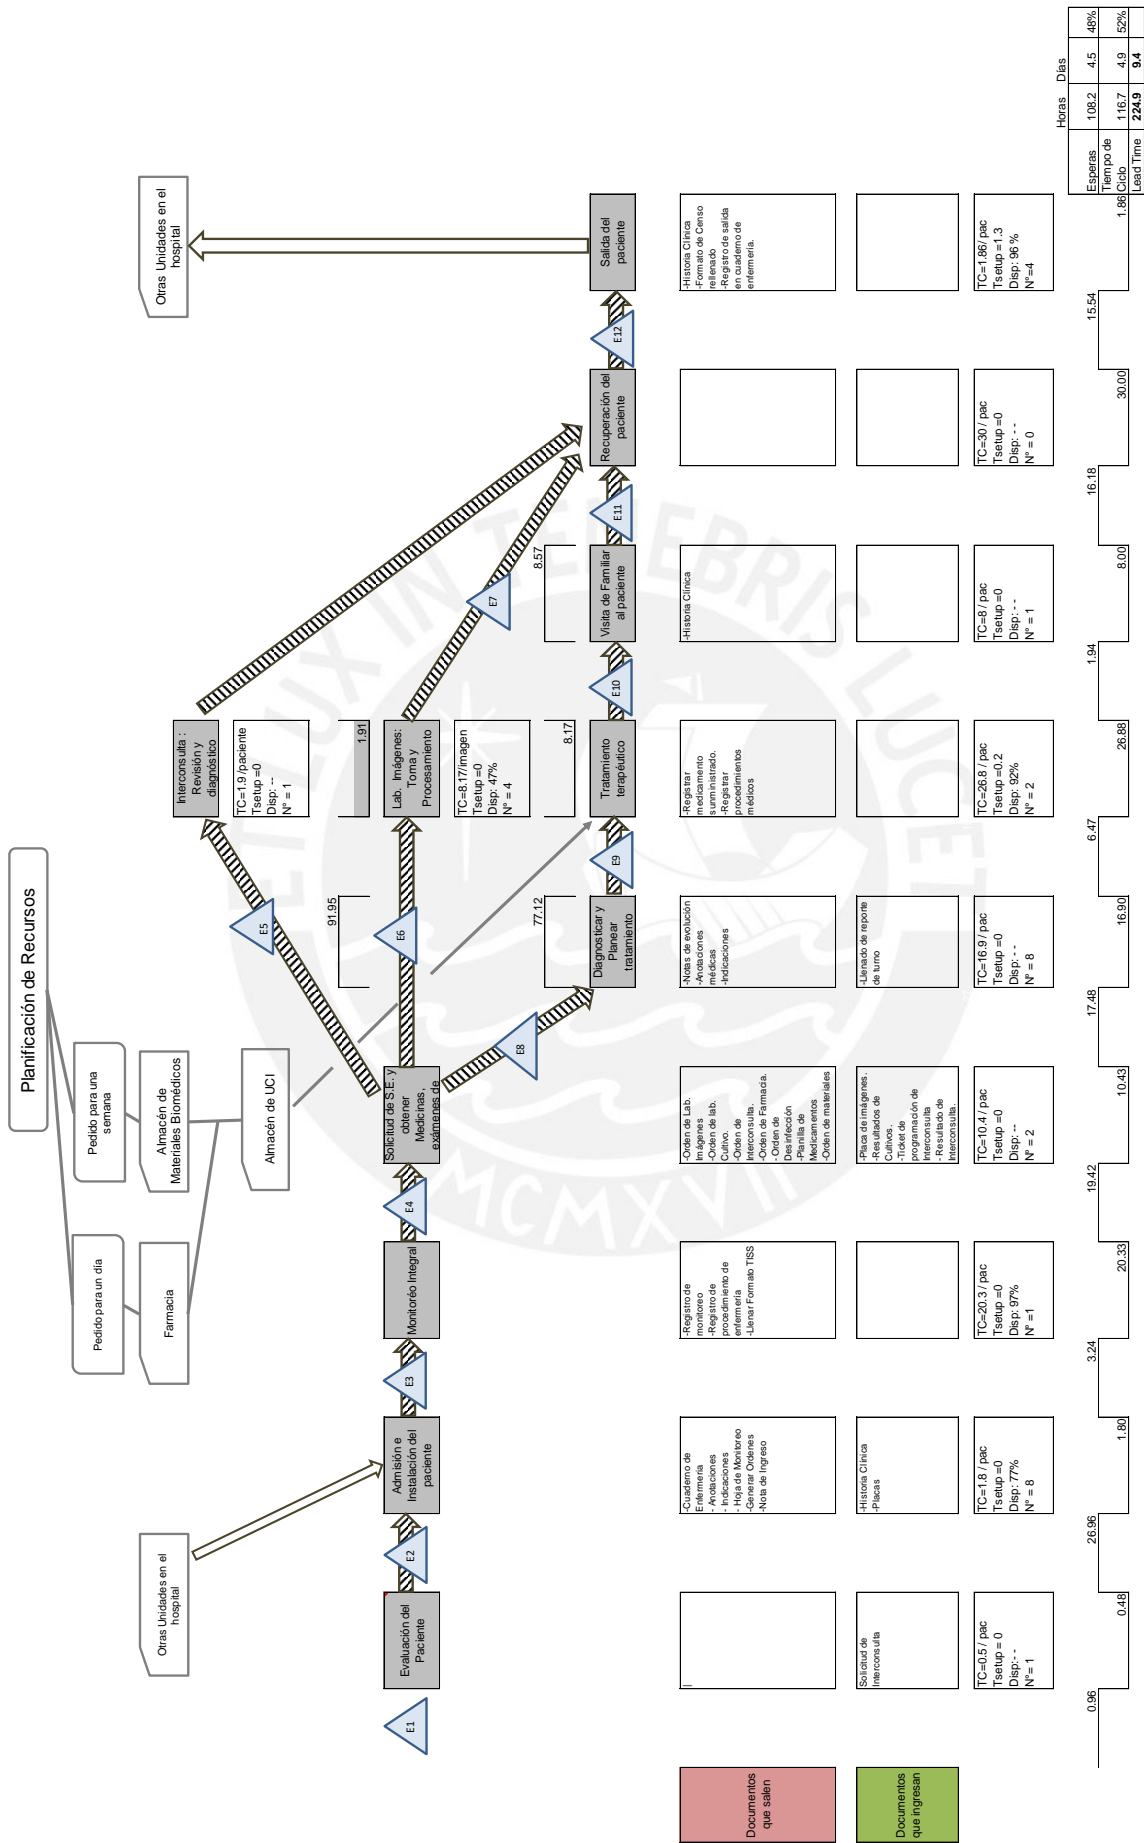 Planificación de Recursos
Pedido para un día
Pedido para una
semana
Farmacia
Almacén de
Materiales Biomédicos
Almacén de UCI
Otras Unidades en el
hospital
Otras Unidades en el
hospital
Interconsulta :
Revisión y
diagnóstico
TC=1.9 /paciente
Tsetup =0
Disp: --
Nº = 1
E5
91.95
1.91
E1
Evaluación del
Paciente
E2
Admisión e
Instalación del
paciente
E3
Monitoréo Integral
E4
Solicitud de S.E. y
obtener
Medicinas,
exámenes de
E6
Lab. Imágenes:
Toma y
Procesamiento
TC=8.17/imagen
Tsetup =0
Disp: 47%
Nº = 4
E7
77.12
8.17
8.57
E8
Diagnosticar y
Planear
tratamiento
E9
Tratamiento
terapéutico
E10
Visita de Familiar
al paciente
E11
Recuperación del
paciente
E12
Salida del
paciente
Documentos
que salen
-Cuaderno de
Enfermería
- Anotaciones
- Indicaciones
- Hoja de Monitoreo
-Generar Ordenes
-Nota de Ingreso
-Registro de
monitoreo
-Registro de
procedimiento de
enfermería
-Llenar Formato TISS
-Orden de Lab.
Imágenes
-Orden de lab.
Cultivo.
-Orden de
Interconsulta.
-Orden de Farmacia.
- Orden de
Desinfección
-Planilla de
Medicamentos
-Orden de materiales
-Notas de evolución
-Anotaciones
médicas
-Indicaciones
-Registrar
medicamento
sunministrado.
-Registrar
procedimientos
médicos
-Historia Clínica
-Historia Clínica
-Formato de Censo
rellenado
-Registro de salida
en cuaderno de
enfermería.
Documentos
que ingresan
Solicitud de
Interconsulta
-Historia Clínica
-Placas
-Placa de imágenes.
-Resultados de
Cultivos.
-Ticket de
programación de
Interconsulta
- Resultado de
Interconsulta.
-Llenado de reporte
de turno
TC=0.5 / pac
Tsetup = 0
Disp:- -
Nº= 1
TC=1.8 / pac
Tsetup =0
Disp: 77%
Nº = 8
TC=20.3 / pac
Tsetup =0
Disp: 97%
Nº =1
TC=10.4 / pac
Tsetup =0
Disp: --
Nº = 2
TC=16.9 / pac
Tsetup =0
Disp: - -
Nº = 8
TC=26.8 / pac
Tsetup =0.2
Disp: 92%
Nº = 2
TC=8 / pac
Tsetup =0
Disp: - -
Nº = 1
TC=30 / pac
Tsetup =0
Disp: - -
Nº = 0
TC=1.86/ pac
Tsetup =1.3
Disp: 96 %
Nº=4
0.96
0.48
26.96
1.80
3.24
20.33
19.42
10.43
17.48
16.90
6.47
26.88
1.94
8.00
16.18
30.00
15.54
1.86
Horas Días
Esperas 108.2 4.5 48%
Tiempo de
Ciclo 116.7 4.9 52%
Lead Time 224.9 9.4
ET LUX IN TENEBRIS LUCET
MCMXVII